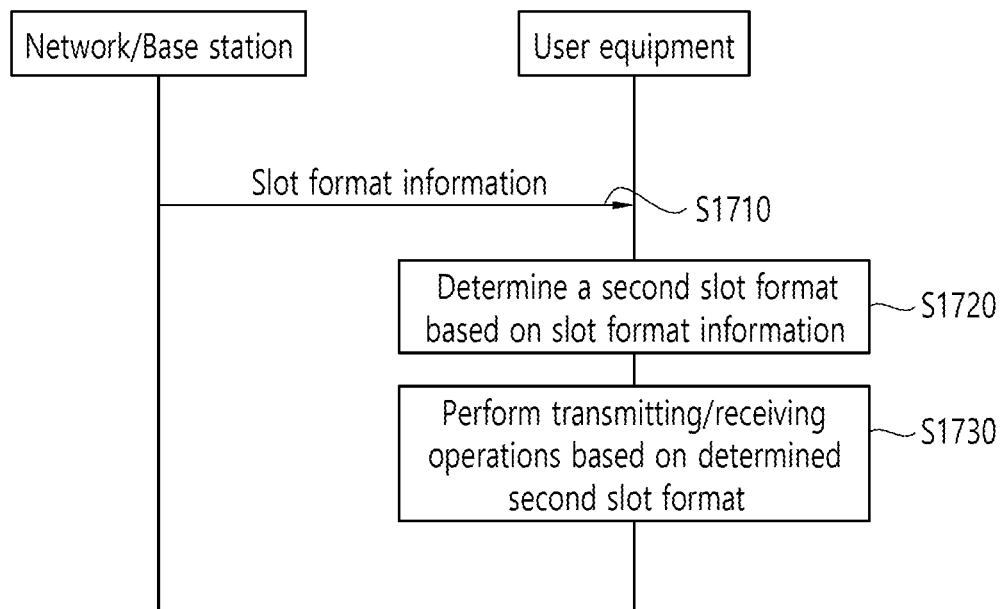 Network/Base station
User equipment
Slot format information
S1710
Determine a second slot format
based on slot format information
S1720
Perform transmitting/receiving
operations based on determined
second slot format
S1730